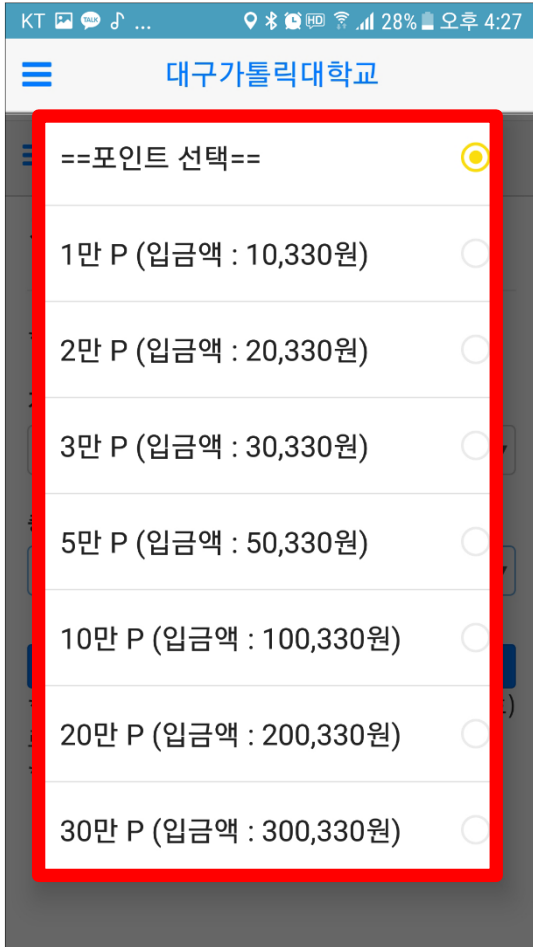 KT ... HD 28% 오후 4:27
대구가톨릭대학교
==포인트 선택==
1만 P (입금액 : 10,330원)
2만 P (입금액 : 20,330원)
3만 P (입금액 : 30,330원)
5만 P (입금액 : 50,330원)
10만 P (입금액 : 100,330원)
20만 P (입금액 : 200,330원)
30만 P (입금액 : 300,330원)